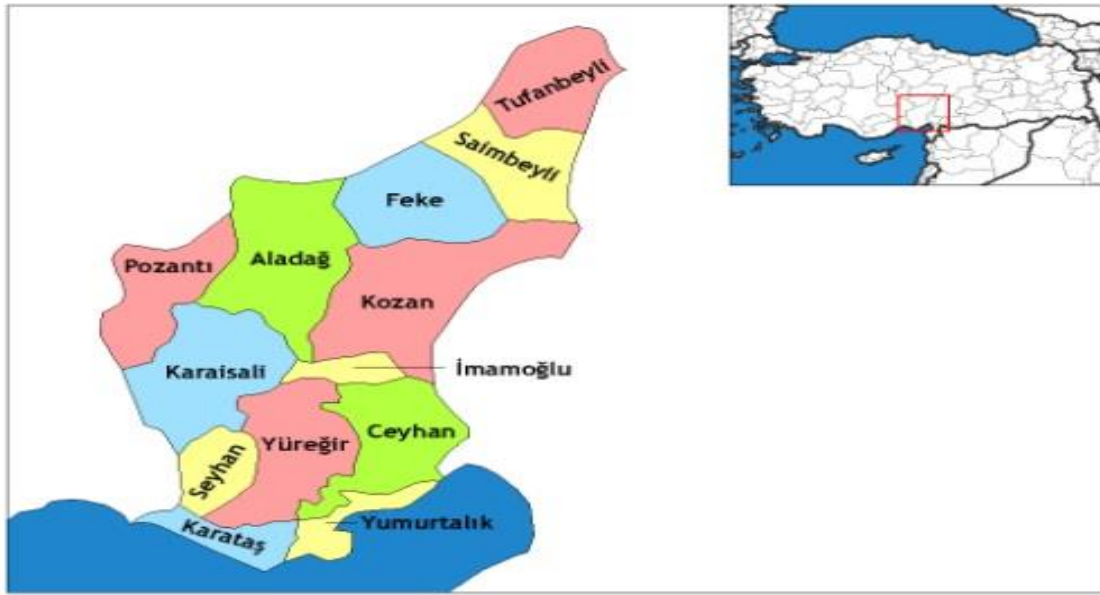 Tufanbeyli
Saimbeyli
Feke
Pozantı
Aladağ
Kozan
Karaisali
İmamoğlu
Ceyhan
Yüreğir
Seyhan
Yumurtalık
Karataş